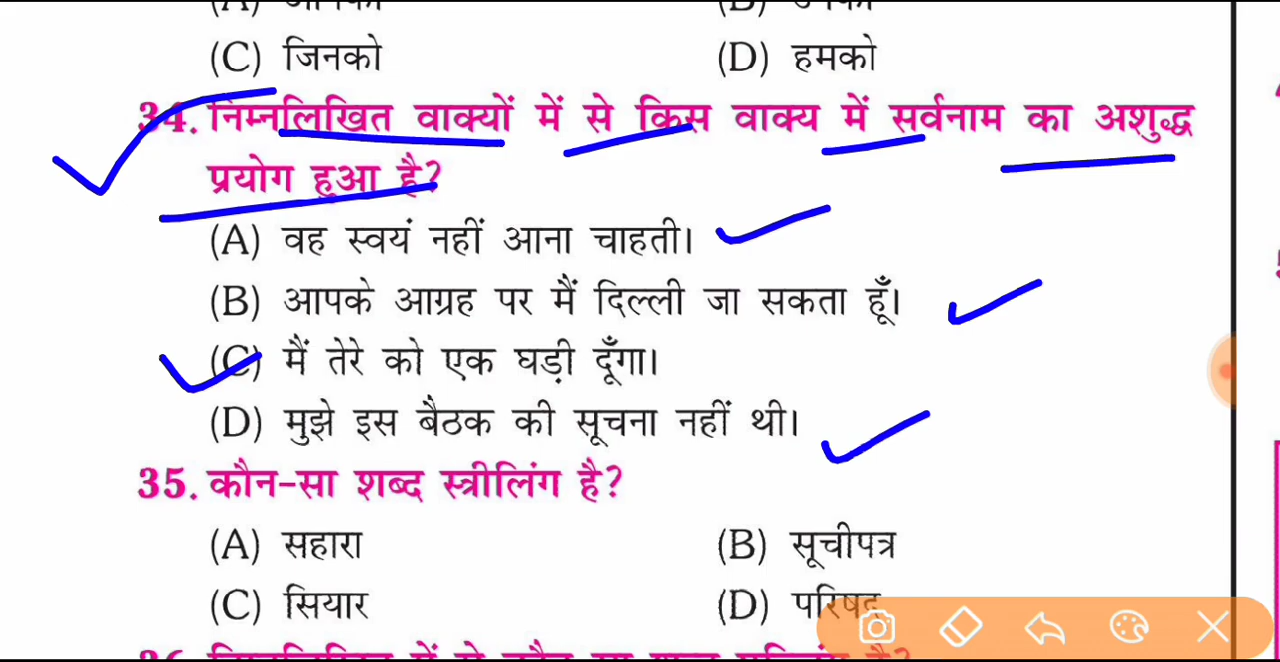 (C) जिनको (D) हमको
34. निम्नलिखित वाक्यों में से किस वाक्य में सर्वनाम का अशुद्ध
प्रयोग हुआ है?
(A) वह स्वयं नहीं आना चाहती।
(B) आपके आग्रह पर मैं दिल्ली जा सकता हूँ।
(C) मैं तेरे को एक घड़ी दूँगा।
(D) मुझे इस बैठक की सूचना नहीं थी।
35. कौन-सा शब्द स्त्रीलिंग है?
(A) सहारा (B) सूचीपत्र
(C) सियार (D) परिषद्